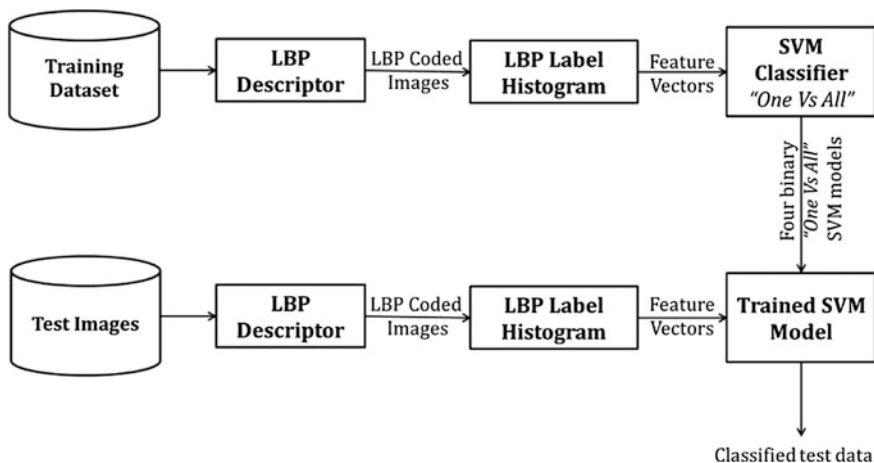 Training
Dataset
LBP
Descriptor
LBP Coded
Images
LBP Label
Histogram
Feature
Vectors
SVM
Classifier
"One Vs All"
Four binary
"One Vs All"
SVM models
Test Images
LBP
Descriptor
LBP Coded
Images
LBP Label
Histogram
Feature
Vectors
Trained SVM
Model
Classified test data